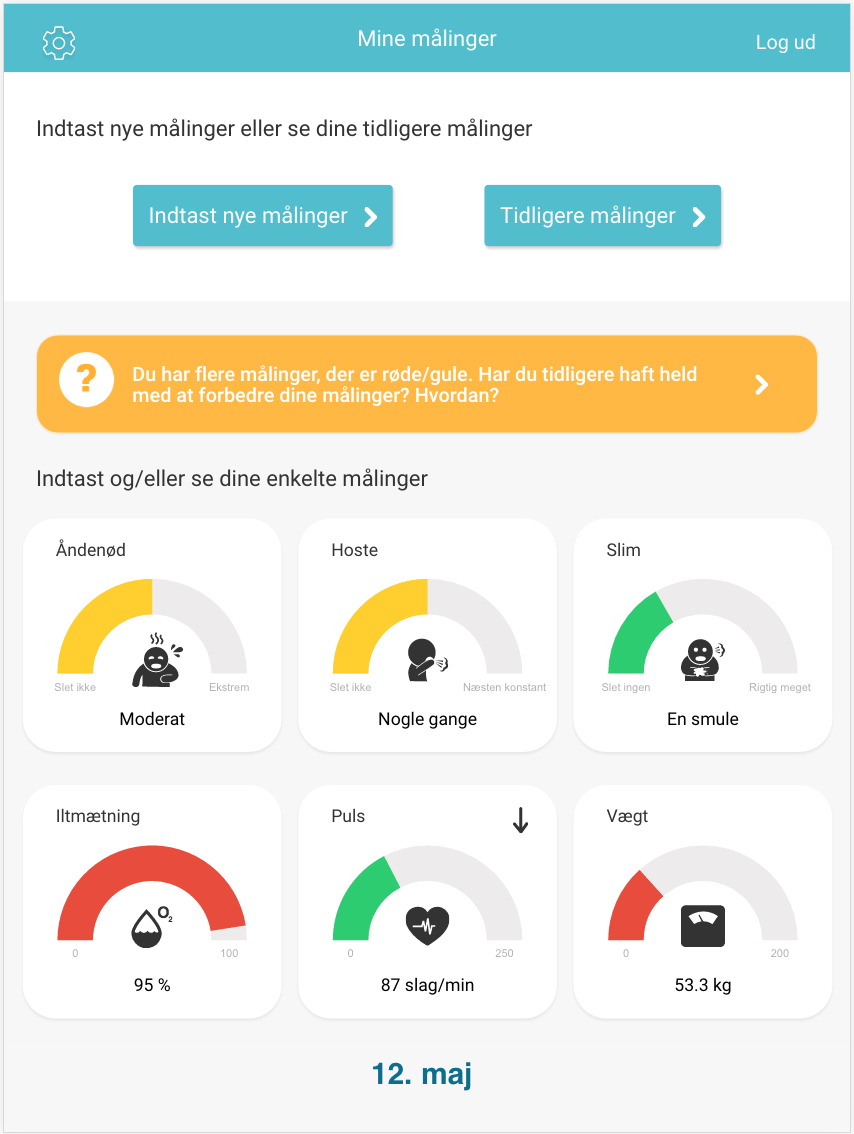 Mine målinger
Log ud
Indtast nye målinger eller se dine tidligere målinger
Indtast nye målinger
Tidligere målinger
?
Du har flere målinger, der er røde/gule. Har du tidligere haft held
med at forbedre dine målinger? Hvordan?
Indtast og/eller se dine enkelte målinger
Åndenød
Slet ikke
Ekstrem
Moderat
Hoste
Slet ikke
Næsten konstant
Nogle gange
Slim
Slet ingen
Rigtig meget
En smule
Iltmætning
O₂
0
100
95 %
Puls
0
250
87 slag/min
Vægt
0
200
53.3 kg
12. maj